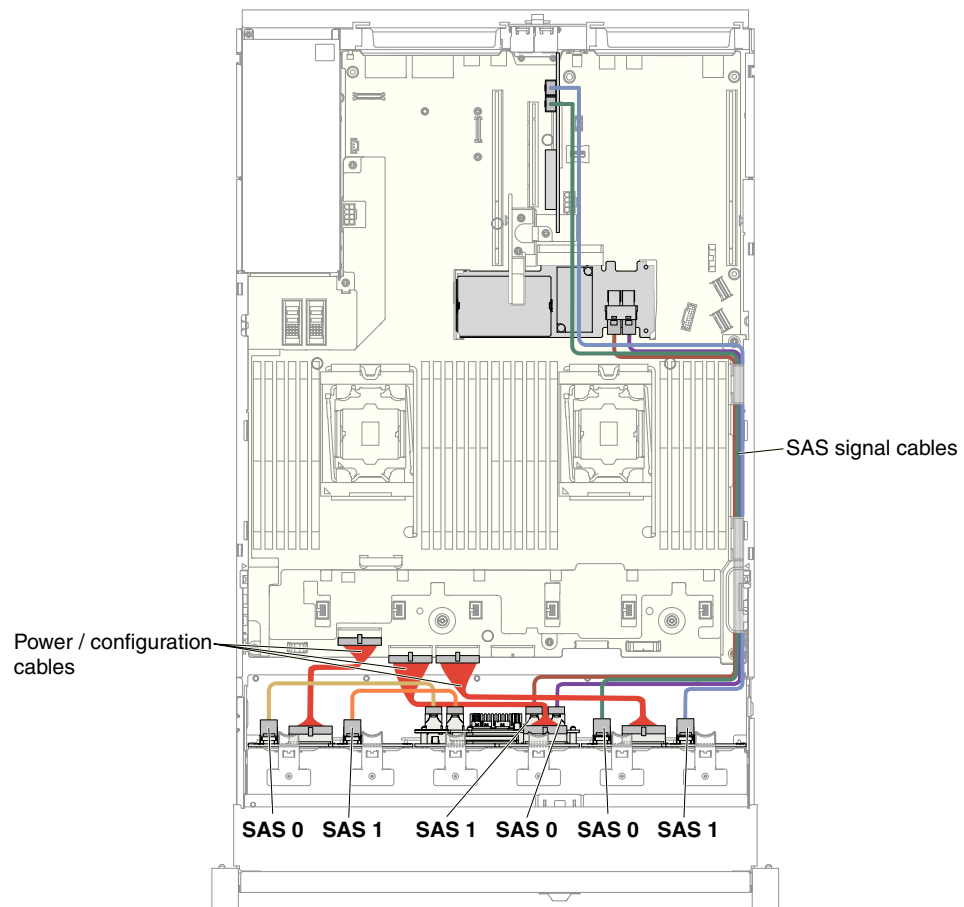 SAS signal cables
Power / configuration
cables
SAS 0 SAS 1 SAS 1 SAS 0 SAS 0 SAS 1